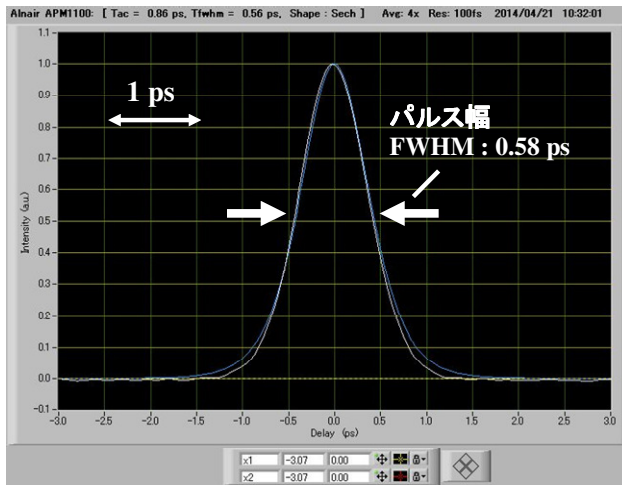 Alnair APM1100: [ Tac = 0.86 ps, Tfwhm = 0.56 ps, Shape : Sech ] Avg: 4x Res: 100fs 2014/04/21 10:32:01
1.1
1.0
0.9
0.8
0.7
0.6
0.5
0.4
0.3
0.2
0.1
0.0
-0.1
Intensity (a.u.)
1 ps
パルス幅
FWHM : 0.58 ps
-3.0 -2.5 -2.0 -1.5 -1.0 -0.5 0.0 0.5 1.0 1.5 2.0 2.5 3.0
Delay (ps)
x1 -3.07 0.00
x2 -3.07 0.00